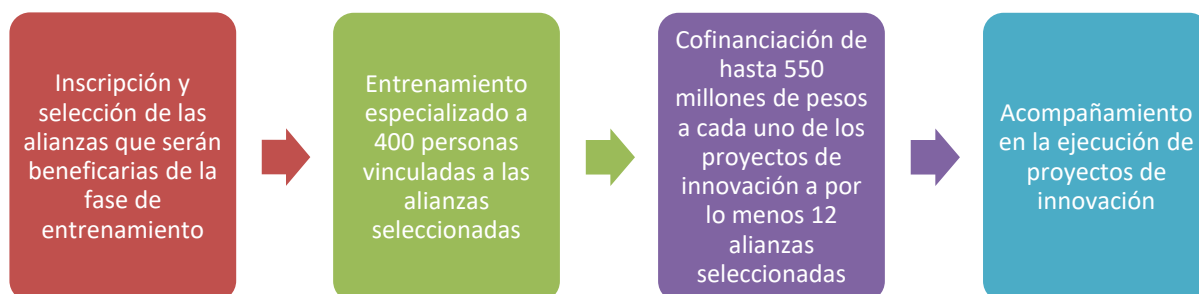 Inscripción y
selección de las
alianzas que serán
beneficarias de la
fase de
entrenamiento
Entrenamiento
especializado a
400 personas
vinculadas a las
alianzas
seleccionadas
Cofinanciación de
hasta 550
millones de pesos
a cada uno de los
proyectos de
innovación a por
lo menos 12
alianzas
seleccionadas
Acompañamiento
en la ejecución de
proyectos de
innovación